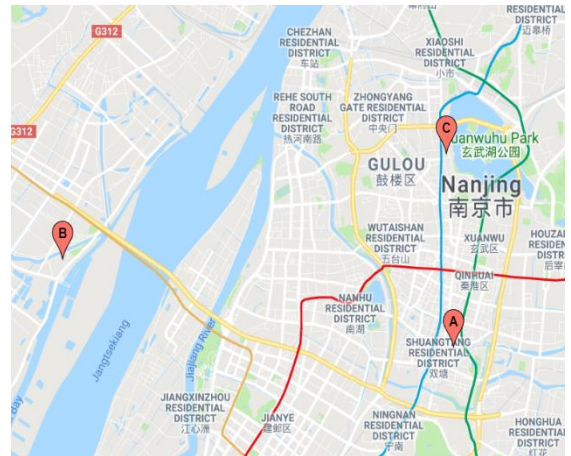 G312
CHEZHAN
RESIDENTIAL
DISTRICT
车站
RESIDENTIAL
DISTRICT
迈皋桥
XIAOSHI
RESIDENTIAL
DISTRICT
小市
G312
REHE SOUTH
ROAD
RESIDENTIAL
DISTRICT
热河南路
ZHONGYANG
GATE RESIDENTIAL
DISTRICT
中央门
C
uanwuhu Park
玄武湖公园
GULOU
鼓楼区
Nanjing
南京市
B
WUTAISHAN
RESIDENTIAL
DISTRICT
五台山
XUANWU
玄武区
HOUZAI
RESIDENT
DISTRI
后宰
QINHUAI
秦淮区
NANHU
RESIDENTIAL
DISTRICT
南湖
A
SHUANGTANG
RESIDENTIAL
DISTRICT
双塘
Jangtsekiang
Jiajiang River
Bay
JIANGXINZHOU
RESIDENTIAL
DISTRICT
江心洲
JIANYE
建邺区
NINGNAN
RESIDENTIAL
DISTRICT
宁南
HONGHUA
RESIDENTIAL
DISTRICT
红花